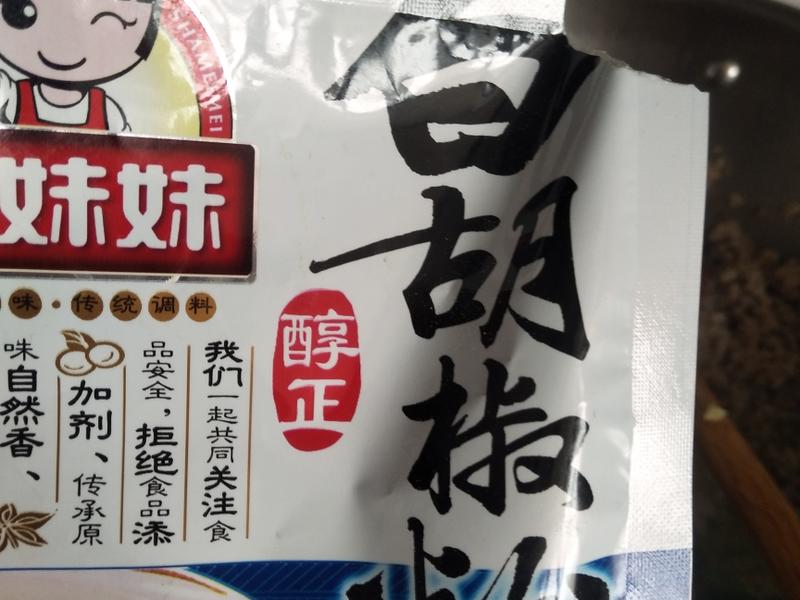 SHAMEIMEI
妹妹
味·传统调料
白胡椒粉
醇正
我们一起共同关注食
品安全，拒绝食品添
加剂、传承原
味自然香、